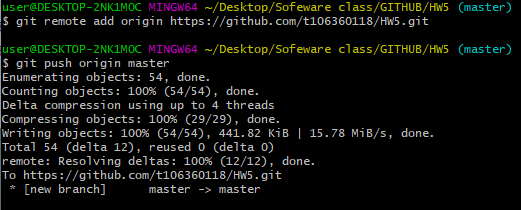 user@DESKTOP-2NK1MOC MINGW64 ~/Desktop/Sofeware class/GITHUB/HW5 (master)
$ git remote add origin https://github.com/t106360118/HW5.git
user@DESKTOP-2NK1MOC MINGW64 ~/Desktop/Sofeware class/GITHUB/HW5 (master)
$ git push origin master
Enumerating objects: 54, done.
Counting objects: 100% (54/54), done.
Delta compression using up to 4 threads
Compressing objects: 100% (29/29), done.
Writing objects: 100% (54/54), 441.82 KiB | 15.78 MiB/s, done.
Total 54 (delta 12), reused 0 (delta 0)
remote: Resolving deltas: 100% (12/12), done.
To https://github.com/t106360118/HW5.git
 * [new branch]      master -> master